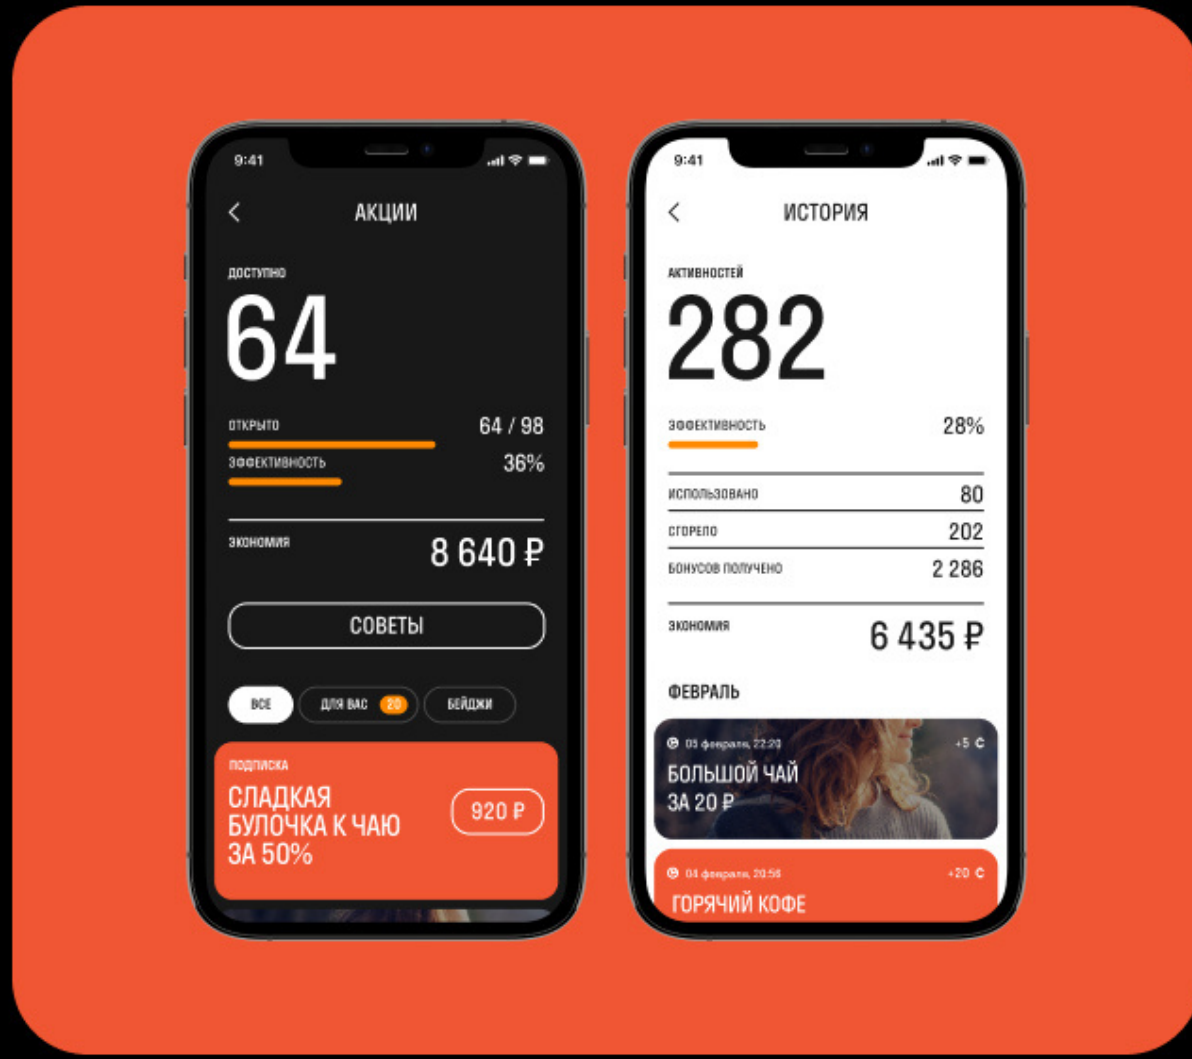 9:41
АКЦИИ
ДОСТУПНО
64
ОТКРЫТО
64 / 98
ЭФФЕКТИВНОСТЬ
36%
ЭКОНОМИЯ
8 640 ₽
СОВЕТЫ
ВСЕ
ДЛЯ ВАС 20
БЕЙДЖИ
ПОДПИСКА
СЛАДКАЯ
БУЛОЧКА К ЧАЮ
ЗА 50%
920 ₽
9:41
ИСТОРИЯ
АКТИВНОСТЕЙ
282
ЭФФЕКТИВНОСТЬ
28%
ИСПОЛЬЗОВАНО
80
СГОРЕЛО
202
БОНУСОВ ПОЛУЧЕНО
2 286
ЭКОНОМИЯ
6 435 ₽
ФЕВРАЛЬ
05 февраля, 22:20
+5 С
БОЛЬШОЙ ЧАЙ
ЗА 20 ₽
04 февраля, 20:56
+20 С
ГОРЯЧИЙ КОФЕ